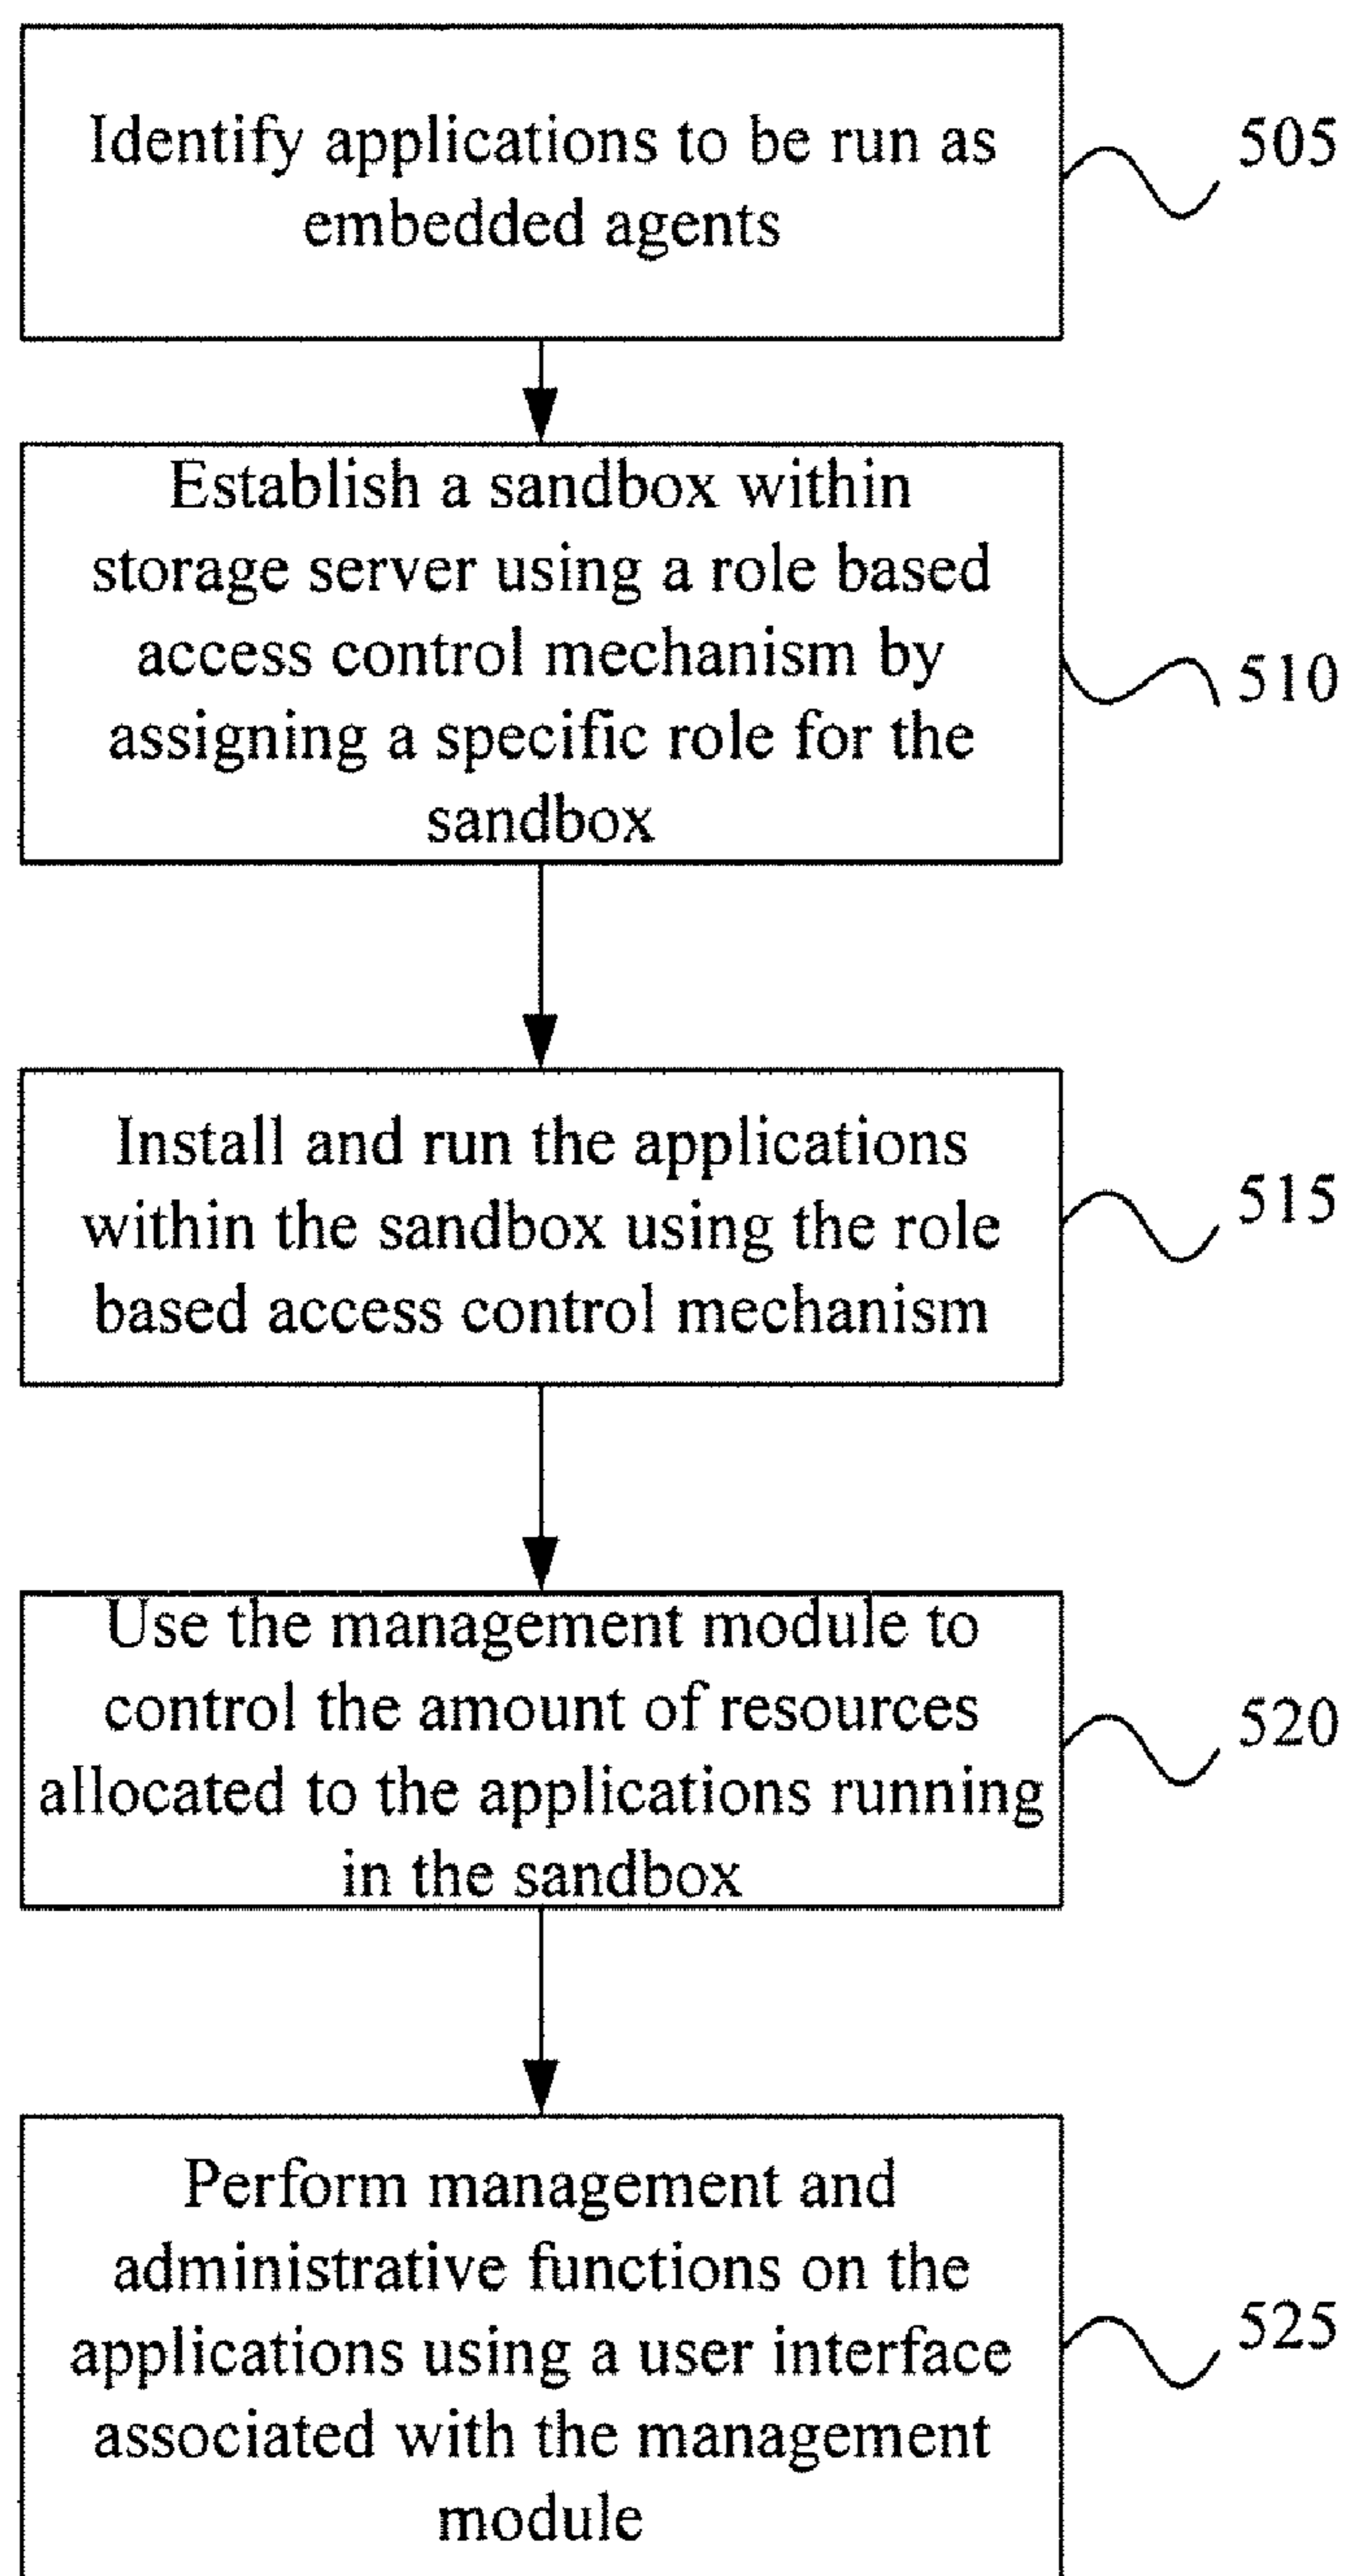 Identify applications to be run as
embedded agents
505
Establish a sandbox within
storage server using a role based
access control mechanism by
assigning a specific role for the
sandbox
510
Install and run the applications
within the sandbox using the role
based access control mechanism
515
Use the management module to
control the amount of resources
allocated to the applications running
in the sandbox
520
Perform management and
administrative functions on the
applications using a user interface
associated with the management
module
525